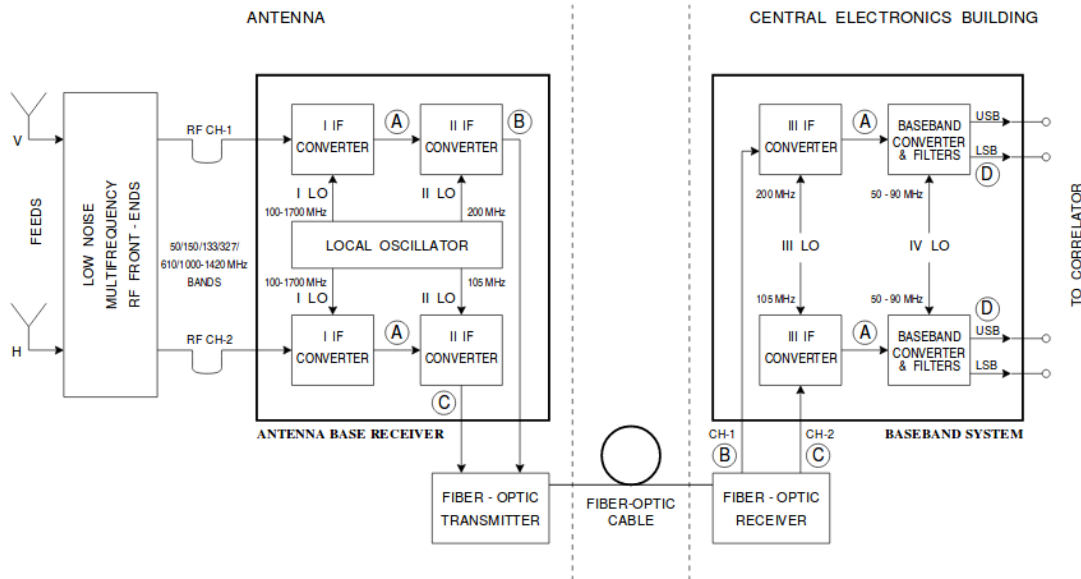 ANTENNA
CENTRAL ELECTRONICS BUILDING
FEEDS
V
H
LOW NOISE
MULTIFREQUENCY
RF FRONT - ENDS
RF CH-1
50/150/133/327/
610/1000-1420 MHz
BANDS
RF CH-2
I IF
CONVERTER
A
II IF
CONVERTER
B
I LO
II LO
100-1700 MHz
200 MHz
LOCAL OSCILLATOR
100-1700 MHz
105 MHz
I LO
II LO
I IF
CONVERTER
A
II IF
CONVERTER
C
ANTENNA BASE RECEIVER
FIBER - OPTIC
TRANSMITTER
FIBER-OPTIC
CABLE
III IF
CONVERTER
A
BASEBAND
CONVERTER
& FILTERS
USB
LSB
D
200 MHz
50 - 90 MHz
III LO
IV LO
105 MHz
50 - 90 MHz
III IF
CONVERTER
A
BASEBAND
CONVERTER
& FILTERS
D
USB
LSB
TO CORRELATOR
CH-1
B
CH-2
C
BASEBAND SYSTEM
FIBER - OPTIC
RECEIVER